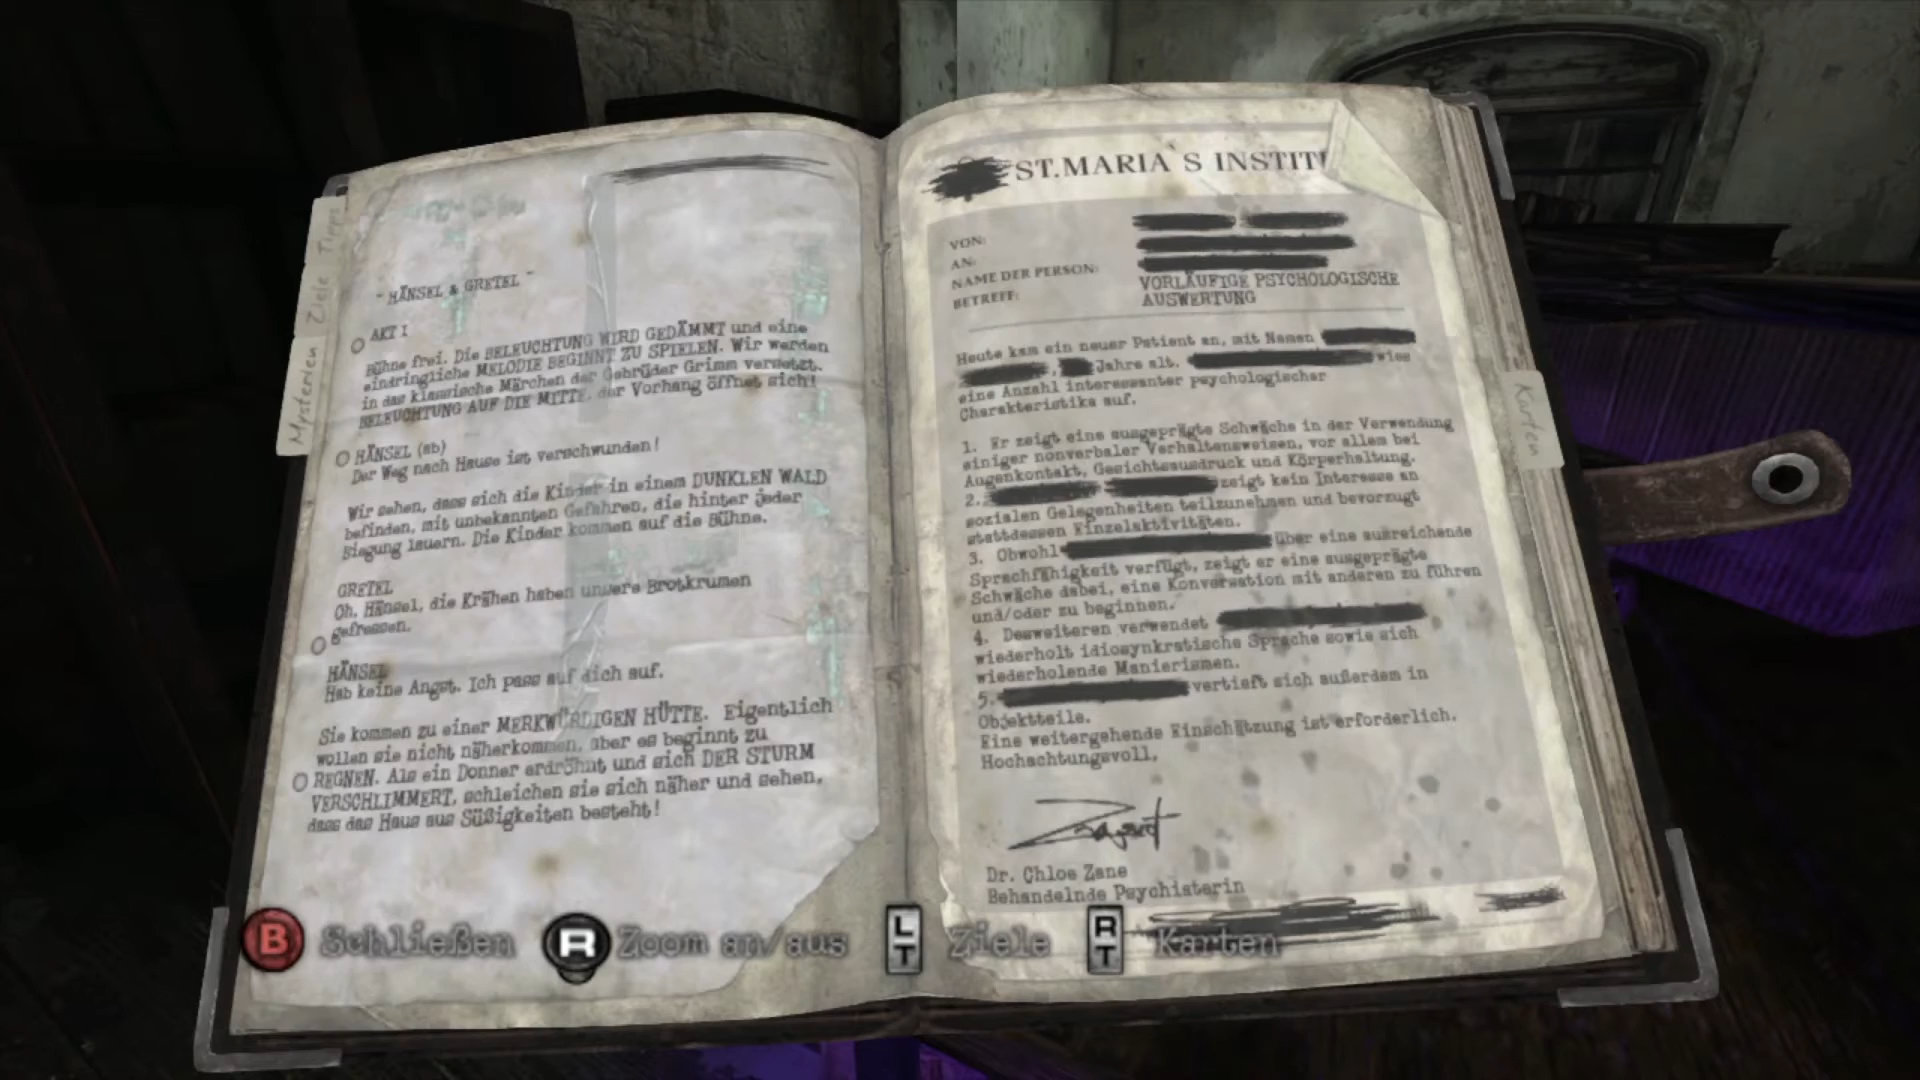 Tipps
Ziele
Mysterien
" HÄNSEL & GRETEL "
AKT I
Bühne frei. Die BELEUCHTUNG WIRD GEDÄMMT und eine
eindringliche MELODIE BEGINNT ZU SPIELEN. Wir werden
in das klassische Märchen der Gebrüder Grimm versetzt.
BELEUCHTUNG AUF DIE MITTE, der Vorhang öffnet sich!
HÄNSEL (ab)
Der Weg nach Hause ist verschwunden!
Wir sehen, dass sich die Kinder in einem DUNKLEN WALD
befinden, mit unbekannten Gefahren, die hinter jeder
Biegung lauern. Die Kinder kommen auf die Bühne.
GRETEL
Oh, Hänsel, die Krähen haben unsere Brotkrumen
gefressen.
HÄNSEL
Hab keine Angst. Ich pass auf dich auf.
Sie kommen zu einer MERKWÜRDIGEN HÜTTE. Eigentlich
wollen sie nicht näherkommen, aber es beginnt zu
REGNEN. Als ein Donner erdröhnt und sich DER STURM
VERSCHLIMMERT, schleichen sie sich näher und sehen,
dass das Haus aus Süßigkeiten besteht!
ST.MARIA`S INSTIT
VON:
AN:
NAME DER PERSON:
BETREFF:
VORLÄUFIGE PSYCHOLOGISCHE
AUSWERTUNG
Heute kam ein neuer Patient an, mit Namen
, Jahre alt. wies
eine Anzahl interessanter psychologischer
Charakteristika auf.
1. Er zeigt eine ausgeprägte Schwäche in der Verwendung
einiger nonverbaler Verhaltensweisen, vor allem bei
Augenkontakt, Gesichtsausdruck und Körperhaltung.
2. zeigt kein Interesse an
sozialen Gelegenheiten teilzunehmen und bevorzugt
stattdessen Einzelaktivitäten.
3. Obwohl über eine ausreichende
Sprachfähigkeit verfügt, zeigt er eine ausgeprägte
Schwäche dabei, eine Konversation mit anderen zu führen
und/oder zu beginnen.
4. Desweiteren verwendet
wiederholt idiosynkratische Sprache sowie sich
wiederholende Manierismen.
5. vertieft sich außerdem in
Objektteile.
Eine weitergehende Einschätzung ist erforderlich.
Hochachtungsvoll,
Dr. Chloe Zane
Behandelnde Psychiaterin
Karten
B Schließen R Zoom an/aus LT Ziele RT Karten